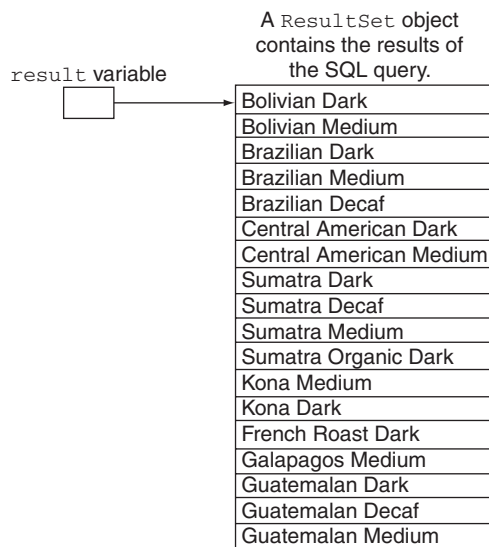 A ResultSet object
contains the results of
the SQL query.
result variable
Bolivian Dark
Bolivian Medium
Brazilian Dark
Brazilian Medium
Brazilian Decaf
Central American Dark
Central American Medium
Sumatra Dark
Sumatra Decaf
Sumatra Medium
Sumatra Organic Dark
Kona Medium
Kona Dark
French Roast Dark
Galapagos Medium
Guatemalan Dark
Guatemalan Decaf
Guatemalan Medium